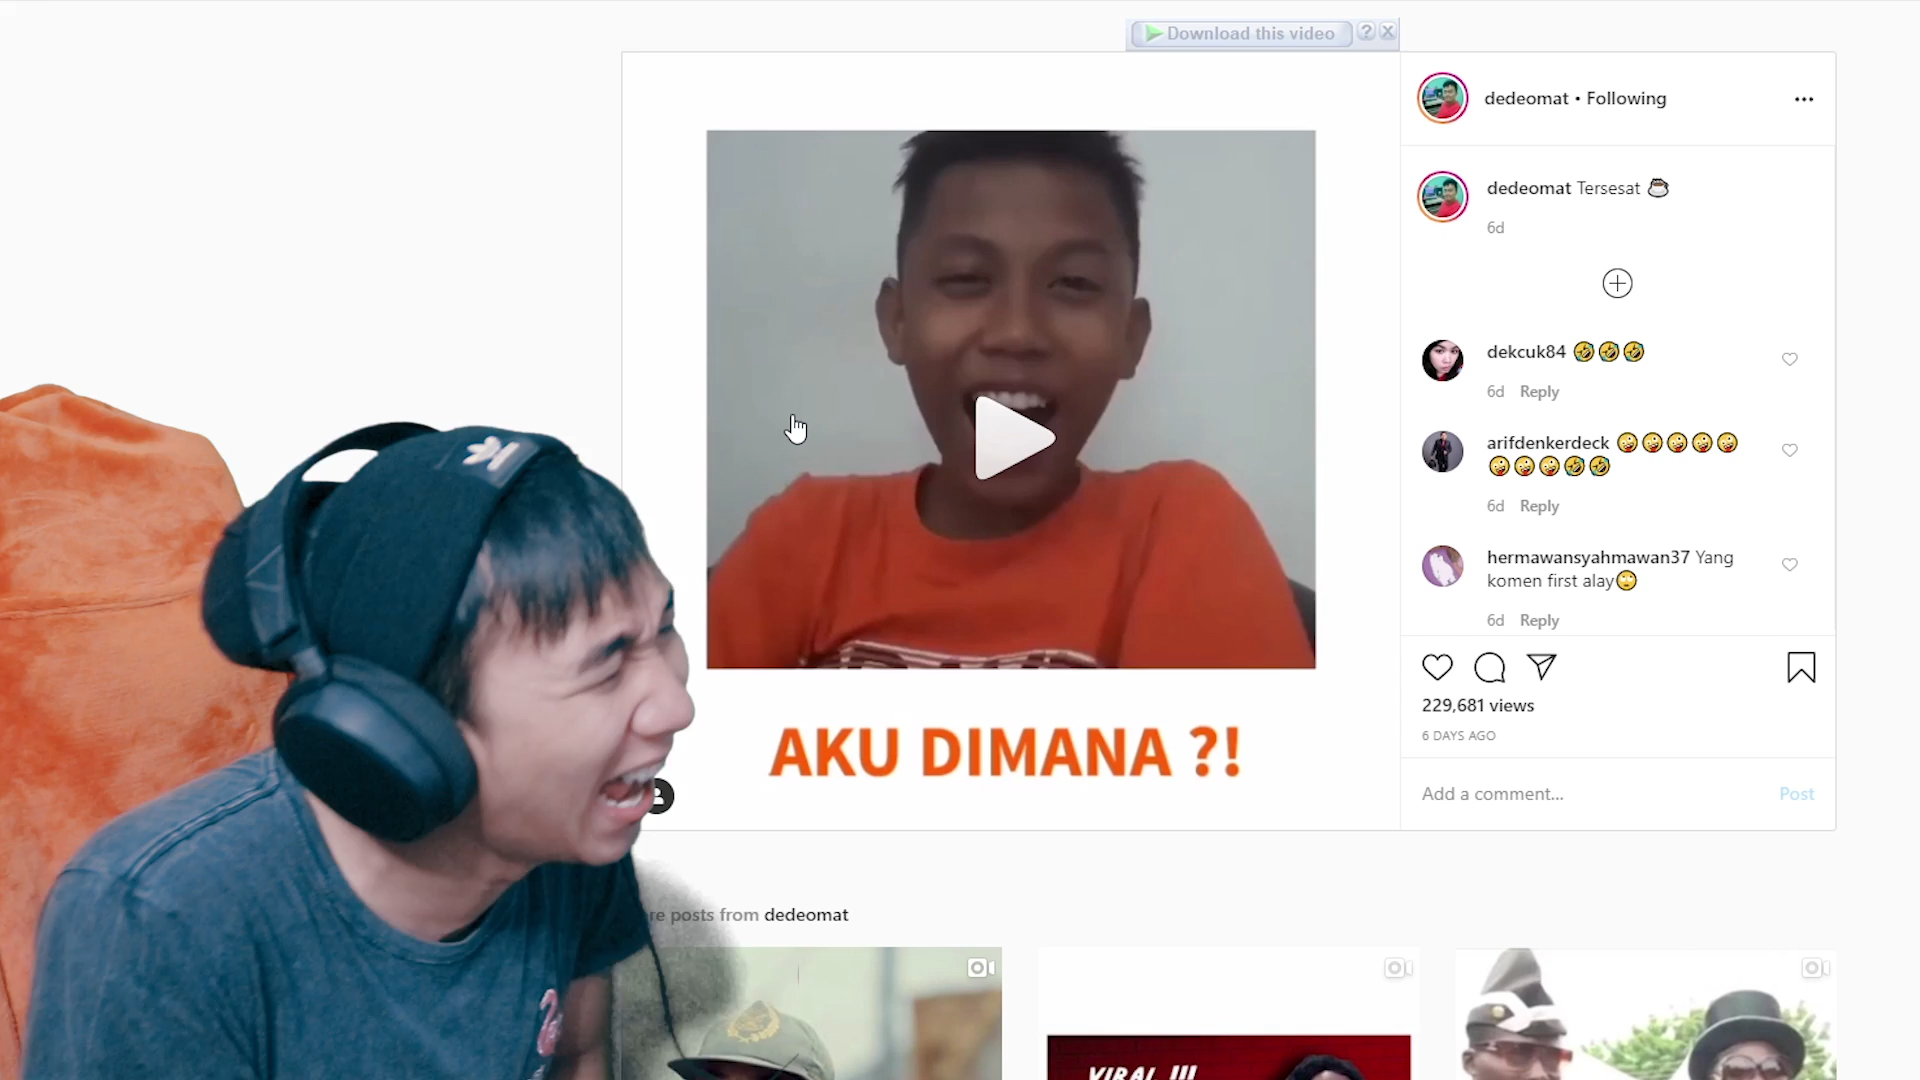 Download this video
?
X
dedeomat • Following
dedeomat Tersesat
6d
dekcuk84
6d Reply
arifdenkerdeck
6d Reply
hermawansyahmawan37 Yang
komen first alay
6d Reply
229,681 views
6 DAYS AGO
Add a comment... Post
AKU DIMANA ?!
re posts from dedeomat
VIRAL !!!